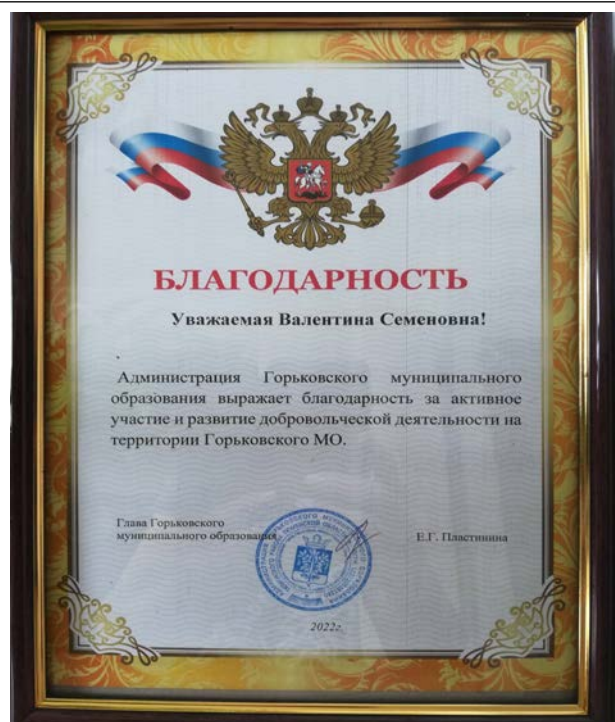 БЛАГОДАРНОСТЬ
Уважаемая Валентина Семеновна!
Администрация Горьковского муниципального
образования выражает благодарность за активное
участие и развитие добровольческой деятельности на
территории Горьковского МО.
Глава Горьковского
муниципального образования
Е.Г. Пластинина
2022г.